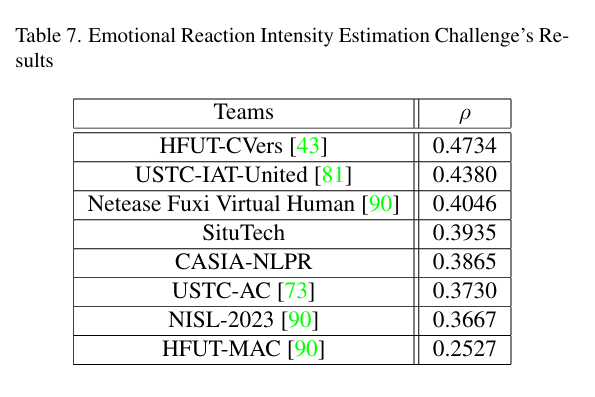 Table 7. Emotional Reaction Intensity Estimation Challenge's Re-
sults
Teams ρ
HFUT-CVers [43] 0.4734
USTC-IAT-United [81] 0.4380
Netease Fuxi Virtual Human [90] 0.4046
SituTech 0.3935
CASIA-NLPR 0.3865
USTC-AC [73] 0.3730
NISL-2023 [90] 0.3667
HFUT-MAC [90] 0.2527